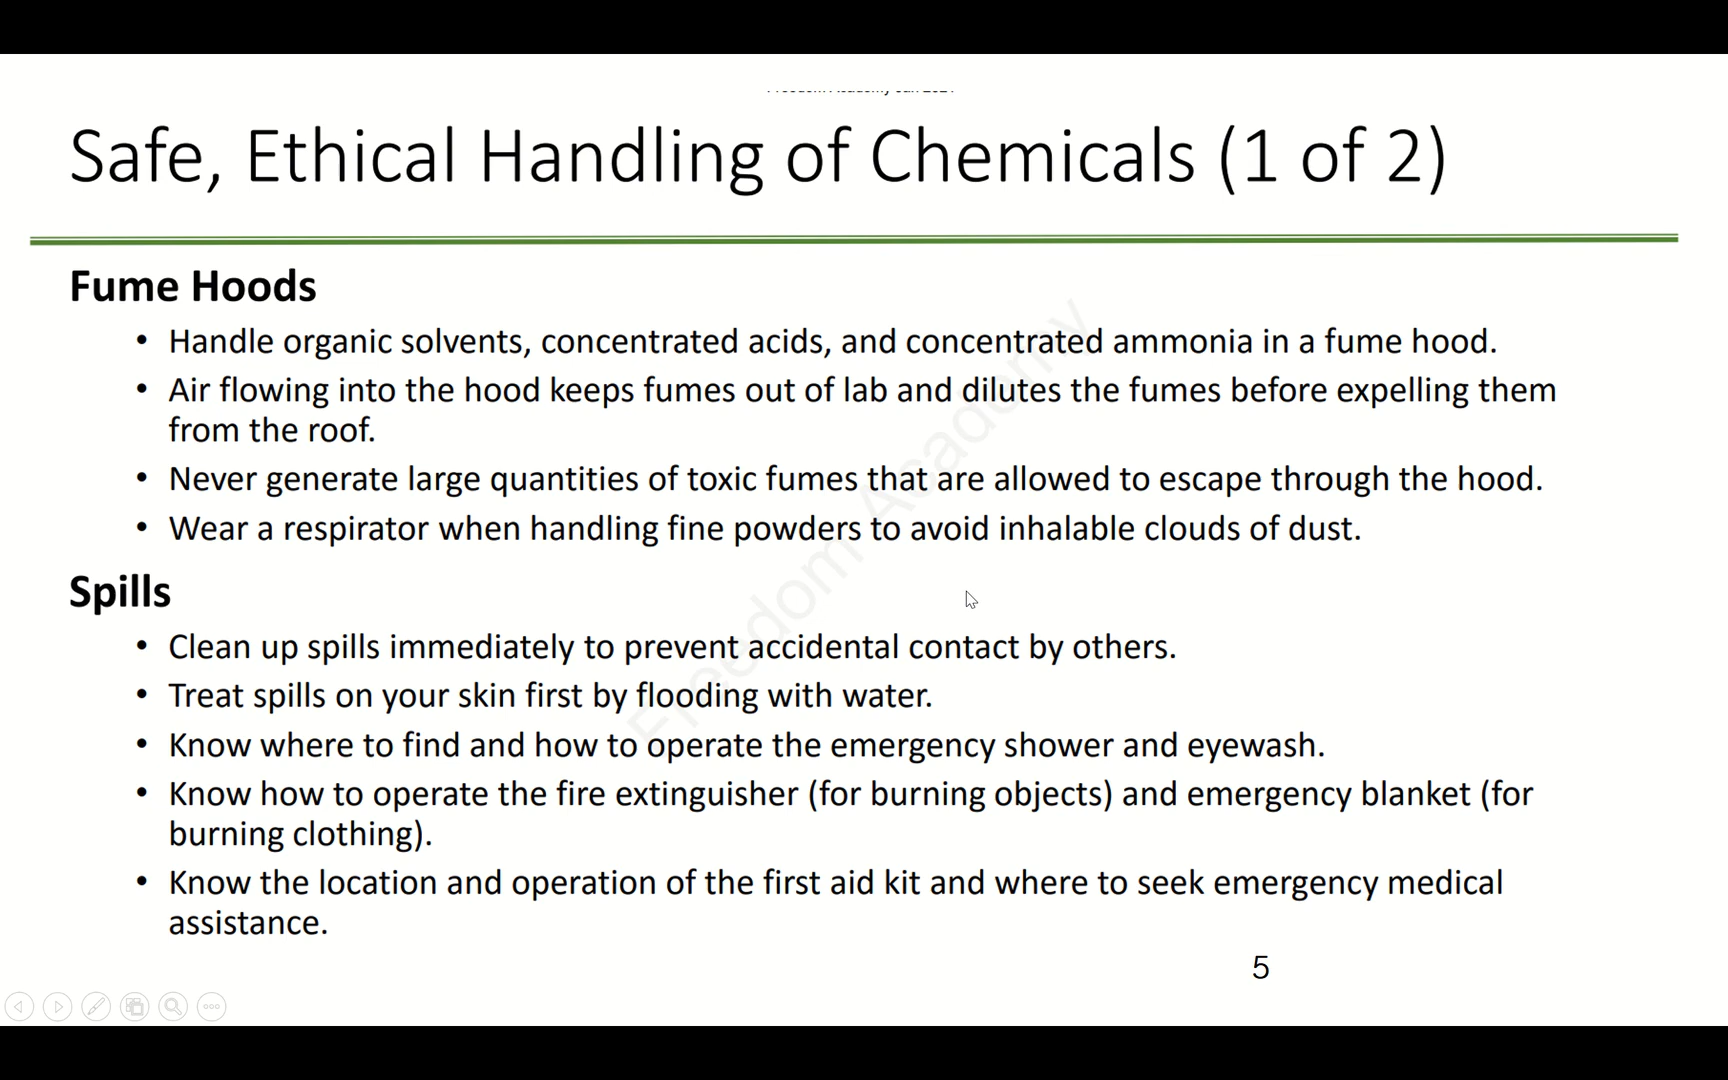 Safe, Ethical Handling of Chemicals (1 of 2)
Fume Hoods
• Handle organic solvents, concentrated acids, and concentrated ammonia in a fume hood.
• Air flowing into the hood keeps fumes out of lab and dilutes the fumes before expelling them
from the roof.
• Never generate large quantities of toxic fumes that are allowed to escape through the hood.
• Wear a respirator when handling fine powders to avoid inhalable clouds of dust.
Spills
• Clean up spills immediately to prevent accidental contact by others.
• Treat spills on your skin first by flooding with water.
• Know where to find and how to operate the emergency shower and eyewash.
• Know how to operate the fire extinguisher (for burning objects) and emergency blanket (for
burning clothing).
• Know the location and operation of the first aid kit and where to seek emergency medical
assistance.
5
Freedom Academy